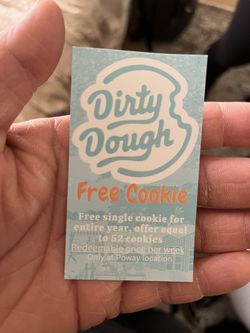 Dirty
Dough
Free Cookie
Free single cookie for
entire year, offer equal
to 52 cookies
Redeemable once per week
Only at Poway location